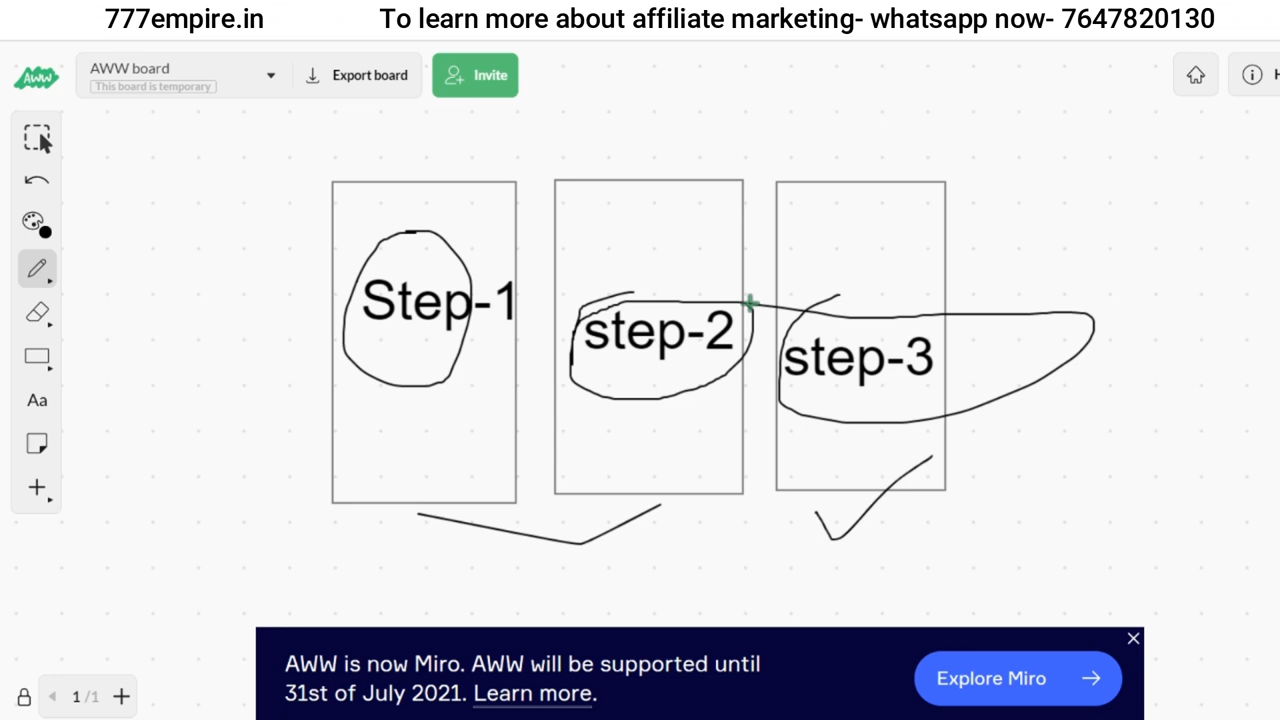 777empire.in To learn more about affiliate marketing- whatsapp now- 7647820130
AWW
AWW board
This board is temporary
Export board
Invite
H
Step-1
step-2
step-3
Aa
AWW is now Miro. AWW will be supported until
31st of July 2021. Learn more.
Explore Miro
1/1